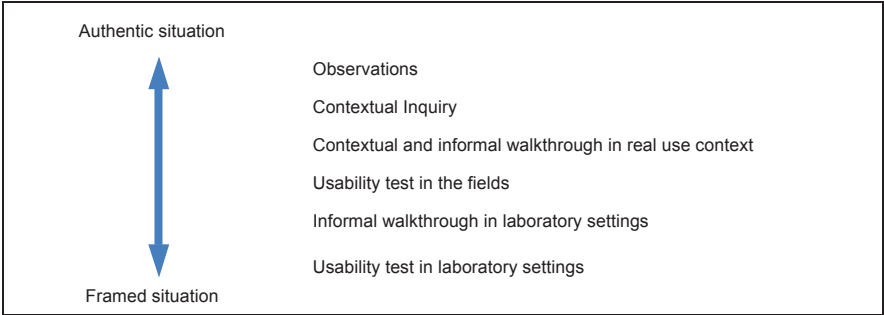 Authentic situation
Observations
Contextual Inquiry
Contextual and informal walkthrough in real use context
Usability test in the fields
Informal walkthrough in laboratory settings
Usability test in laboratory settings
Framed situation